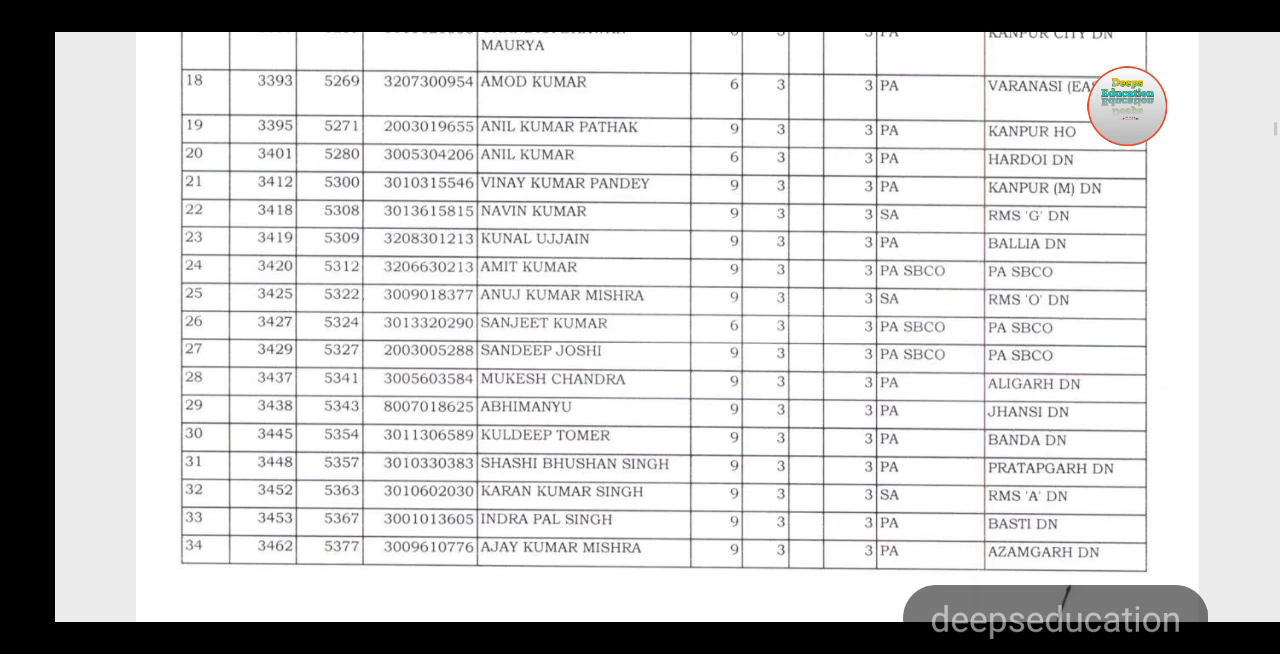 MAURYA
KANPUR CITY DN
18 3393 5269 3207300954 AMOD KUMAR 6 3 3 PA VARANASI (EA
19 3395 5271 2003019655 ANIL KUMAR PATHAK 9 3 3 PA KANPUR HO
20 3401 5280 3005304206 ANIL KUMAR 6 3 3 PA HARDOI DN
21 3412 5300 3010315546 VINAY KUMAR PANDEY 9 3 3 PA KANPUR (M) DN
22 3418 5308 3013615815 NAVIN KUMAR 9 3 3 SA RMS 'G' DN
23 3419 5309 3208301213 KUNAL UJJAIN 9 3 3 PA BALLIA DN
24 3420 5312 3206630213 AMIT KUMAR 9 3 3 PA SBCO PA SBCO
25 3425 5322 3009018377 ANUJ KUMAR MISHRA 9 3 3 SA RMS 'O' DN
26 3427 5324 3013320290 SANJEET KUMAR 6 3 3 PA SBCO PA SBCO
27 3429 5327 2003005288 SANDEEP JOSHI 9 3 3 PA SBCO PA SBCO
28 3437 5341 3005603584 MUKESH CHANDRA 9 3 3 PA ALIGARH DN
29 3438 5343 8007018625 ABHIMANYU 9 3 3 PA JHANSI DN
30 3445 5354 3011306589 KULDEEP TOMER 9 3 3 PA BANDA DN
31 3448 5357 3010330383 SHASHI BHUSHAN SINGH 9 3 3 PA PRATAPGARH DN
32 3452 5363 3010602030 KARAN KUMAR SINGH 9 3 3 SA RMS 'A' DN
33 3453 5367 3001013605 INDRA PAL SINGH 9 3 3 PA BASTI DN
34 3462 5377 3009610776 AJAY KUMAR MISHRA 9 3 3 PA AZAMGARH DN
Deeps
Education
deepseducation